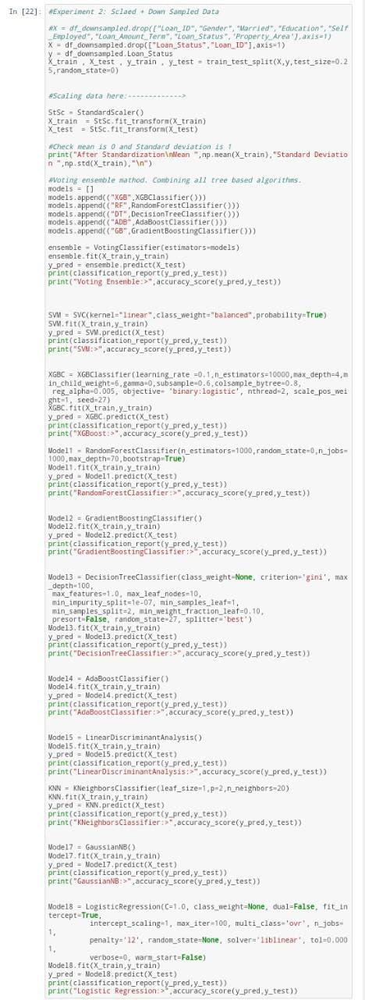 In [22]:
#Experiment 2: Sclaed + Down Sampled Data
#X = df_downsampled.drop(["Loan_ID","Gender","Married","Education","Self
_Employed","Loan_Amount_Term","Loan_Status",'Property_Area'],axis=1)
X = df_downsampled.drop(["Loan_Status","Loan_ID"],axis=1)
y = df_downsampled.Loan_Status
X_train , X_test , y_train , y_test = train_test_split(X,y,test_size=0.2
5,random_state=0)
#Scaling data here:------------->
StSc = StandardScaler()
X_train  = StSc.fit_transform(X_train)
X_test  = StSc.fit_transform(X_test)
#Check mean is 0 and Standard deviation is 1
print("After Standardization\nMean ",np.mean(X_train),"Standard Deviatio
n ",np.std(X_train),"\n")
#Voting ensemble mathod. Combining all tree based algorithms.
models = []
models.append(("XGB",XGBClassifier()))
models.append(("RF",RandomForestClassifier()))
models.append(("DT",DecisionTreeClassifier()))
models.append(("ADB",AdaBoostClassifier()))
models.append(("GB",GradientBoostingClassifier()))
ensemble = VotingClassifier(estimators=models)
ensemble.fit(X_train,y_train)
y_pred = ensemble.predict(X_test)
print(classification_report(y_pred,y_test))
print("Voting Ensemble:>",accuracy_score(y_pred,y_test))
SVM = SVC(kernel="linear",class_weight="balanced",probability=True)
SVM.fit(X_train,y_train)
y_pred = SVM.predict(X_test)
print(classification_report(y_pred,y_test))
print("SVM:>",accuracy_score(y_pred,y_test))
XGBC = XGBClassifier(learning_rate =0.1,n_estimators=10000,max_depth=4,m
in_child_weight=6,gamma=0,subsample=0.6,colsample_bytree=0.8,
 reg_alpha=0.005, objective= 'binary:logistic', nthread=2, scale_pos_wei
ght=1, seed=27)
XGBC.fit(X_train,y_train)
y_pred = XGBC.predict(X_test)
print(classification_report(y_pred,y_test))
print("XGBoost:>",accuracy_score(y_pred,y_test))
Model1 = RandomForestClassifier(n_estimators=1000,random_state=0,n_jobs=
1000,max_depth=70,bootstrap=True)
Model1.fit(X_train,y_train)
y_pred = Model1.predict(X_test)
print(classification_report(y_pred,y_test))
print("RandomForestClassifier:>",accuracy_score(y_pred,y_test))
Model2 = GradientBoostingClassifier()
Model2.fit(X_train,y_train)
y_pred = Model2.predict(X_test)
print(classification_report(y_pred,y_test))
print("GradientBoostingClassifier:>",accuracy_score(y_pred,y_test))
Model3 = DecisionTreeClassifier(class_weight=None, criterion='gini', max
_depth=100,
 max_features=1.0, max_leaf_nodes=10,
 min_impurity_split=1e-07, min_samples_leaf=1,
 min_samples_split=2, min_weight_fraction_leaf=0.10,
 presort=False, random_state=27, splitter='best')
Model3.fit(X_train,y_train)
y_pred = Model3.predict(X_test)
print(classification_report(y_pred,y_test))
print("DecisionTreeClassifier:>",accuracy_score(y_pred,y_test))
Model4 = AdaBoostClassifier()
Model4.fit(X_train,y_train)
y_pred = Model4.predict(X_test)
print(classification_report(y_pred,y_test))
print("AdaBoostClassifier:>",accuracy_score(y_pred,y_test))
Model5 = LinearDiscriminantAnalysis()
Model5.fit(X_train,y_train)
y_pred = Model5.predict(X_test)
print(classification_report(y_pred,y_test))
print("LinearDiscriminantAnalysis:>",accuracy_score(y_pred,y_test))
KNN = KNeighborsClassifier(leaf_size=1,p=2,n_neighbors=20)
KNN.fit(X_train,y_train)
y_pred = KNN.predict(X_test)
print(classification_report(y_pred,y_test))
print("KNeighborsClassifier:>",accuracy_score(y_pred,y_test))
Model7 = GaussianNB()
Model7.fit(X_train,y_train)
y_pred = Model7.predict(X_test)
print(classification_report(y_pred,y_test))
print("GaussianNB:>",accuracy_score(y_pred,y_test))
Model8 = LogisticRegression(C=1.0, class_weight=None, dual=False, fit_in
tercept=True,
          intercept_scaling=1, max_iter=100, multi_class='ovr', n_jobs=
1,
          penalty='l2', random_state=None, solver='liblinear', tol=0.000
1,
          verbose=0, warm_start=False)
Model8.fit(X_train,y_train)
y_pred = Model8.predict(X_test)
print(classification_report(y_pred,y_test))
print("Logistic Regression:>",accuracy_score(y_pred,y_test))